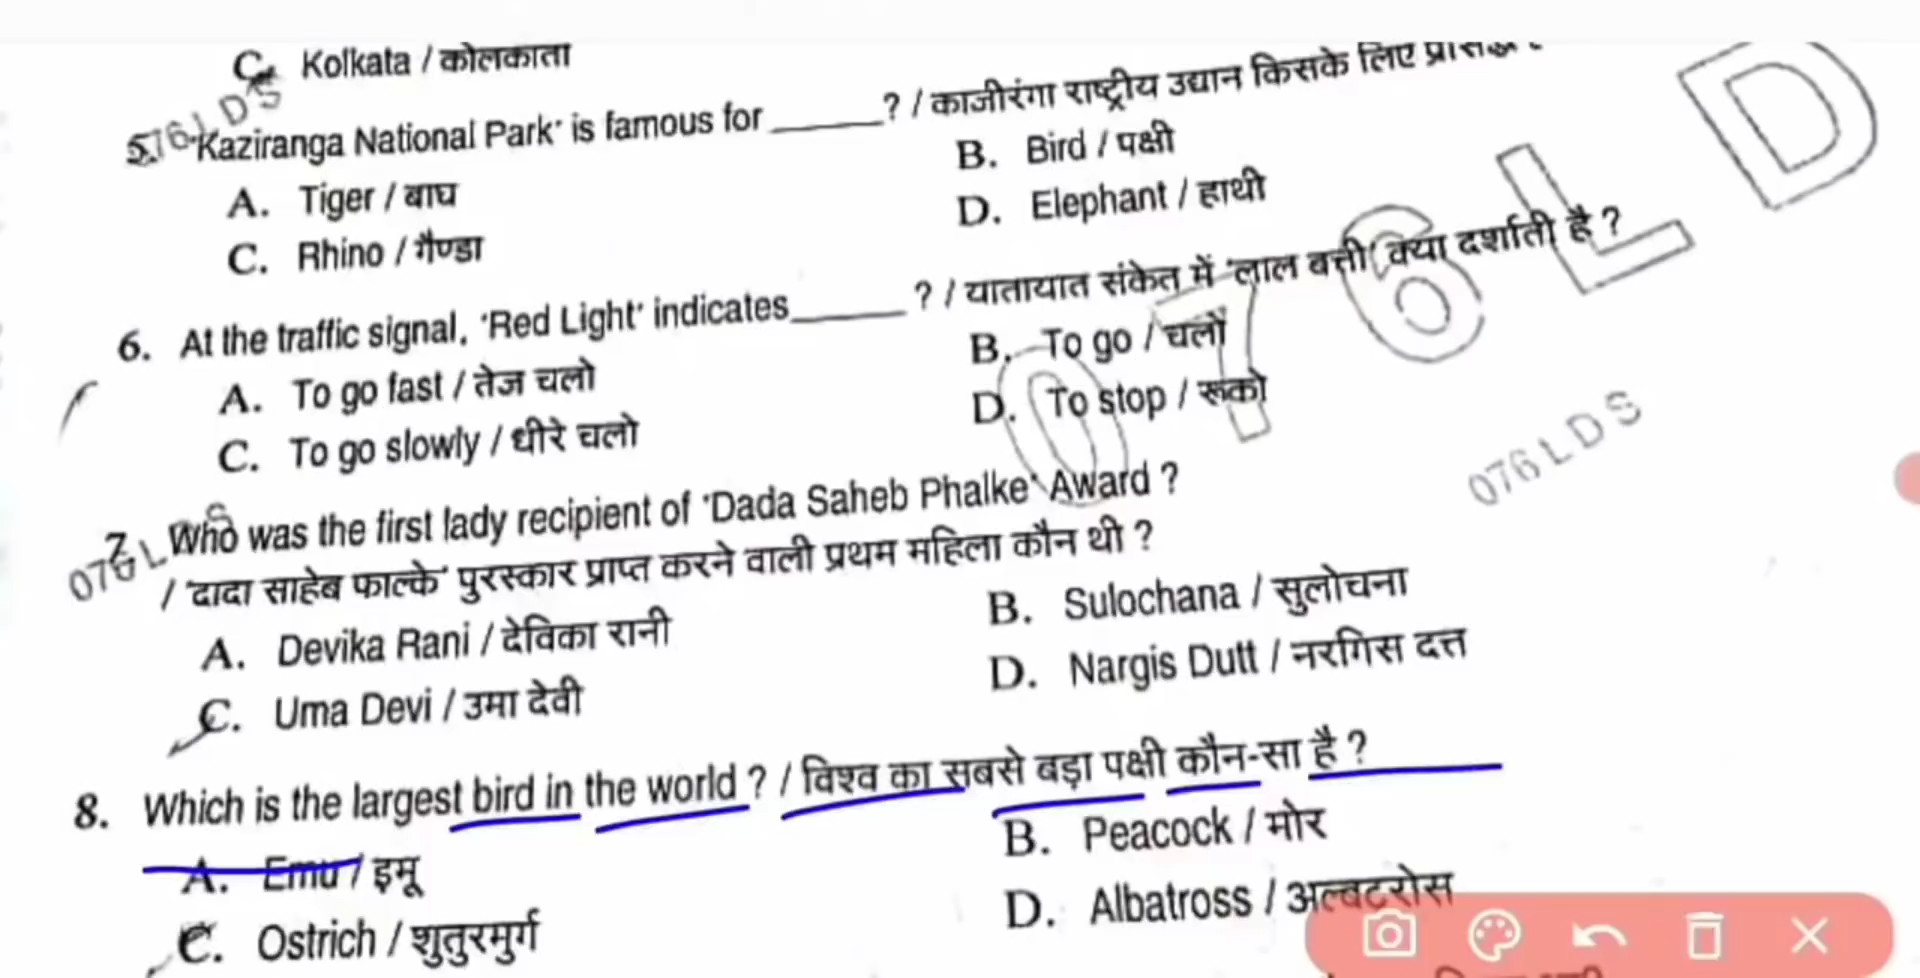 C. Kolkata / कोलकाता
076LDS
5. 'Kaziranga National Park' is famous for ______? / काजीरंगा राष्ट्रीय उद्यान किसके लिए
A. Tiger / बाघ
B. Bird / पक्षी
C. Rhino / गैण्डा
D. Elephant / हाथी
6. At the traffic signal, 'Red Light' indicates______? / यातायात संकेत में 'लाल बत्ती' क्या दर्शाती है ?
A. To go fast / तेज चलो
B. To go / चलों
C. To go slowly / धीरे चलो
D. To stop / रूको
076LD
076LDS
7. Who was the first lady recipient of 'Dada Saheb Phalke' Award ?
/ 'दादा साहेब फाल्के' पुरस्कार प्राप्त करने वाली प्रथम महिला कौन थी ?
A. Devika Rani / देविका रानी
B. Sulochana / सुलोचना
C. Uma Devi / उमा देवी
D. Nargis Dutt / नरगिस दत्त
076LDS
8. Which is the largest bird in the world ? / विश्व का सबसे बड़ा पक्षी कौन-सा है ?
A. Emu / इमू
B. Peacock / मोर
C. Ostrich / शुतुरमुर्ग
D. Albatross / अल्बटरोस